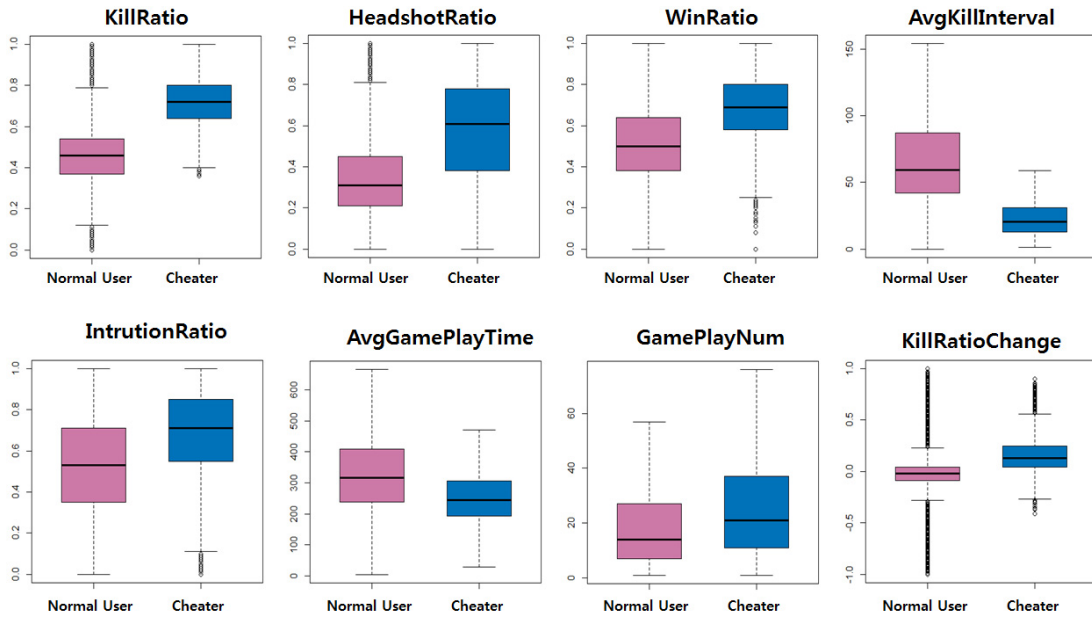 KillRatio
HeadshotRatio
WinRatio
AvgKillInterval
1.0
0.8
0.6
0.4
0.2
0.0
Normal User Cheater
1.0
0.8
0.6
0.4
0.2
0.0
Normal User Cheater
1.0
0.8
0.6
0.4
0.2
0.0
Normal User Cheater
150
100
50
0
Normal User Cheater
IntrutionRatio
AvgGamePlayTime
GamePlayNum
KillRatioChange
1.0
0.8
0.6
0.4
0.2
0.0
Normal User Cheater
600
500
400
300
200
100
0
Normal User Cheater
60
40
20
0
Normal User Cheater
1.0
0.5
0.0
-0.5
-1.0
Normal User Cheater